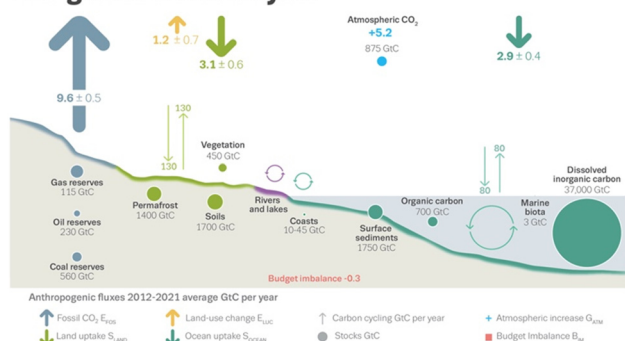 Atmospheric CO2
+5.2
875 GtC
1.2 ± 0.7
3.1 ± 0.6
2.9 ± 0.4
9.6 ± 0.5
130
130
80
80
Vegetation
450 GtC
Gas reserves
115 GtC
Permafrost
1400 GtC
Soils
1700 GtC
Rivers
and lakes
Coasts
10-45 GtC
Organic carbon
700 GtC
Surface
sediments
1750 GtC
Marine
biota
3 GtC
Dissolved
inorganic carbon
37,000 GtC
Oil reserves
230 GtC
Coal reserves
560 GtC
Budget imbalance -0.3
Anthropogenic fluxes 2012-2021 average GtC per year
Fossil CO2 EFOS
Land-use change ELUC
Carbon cycling GtC per year
+ Atmospheric increase GATM
Land uptake SLAND
Ocean uptake SOCEAN
Stocks GtC
Budget Imbalance BIM